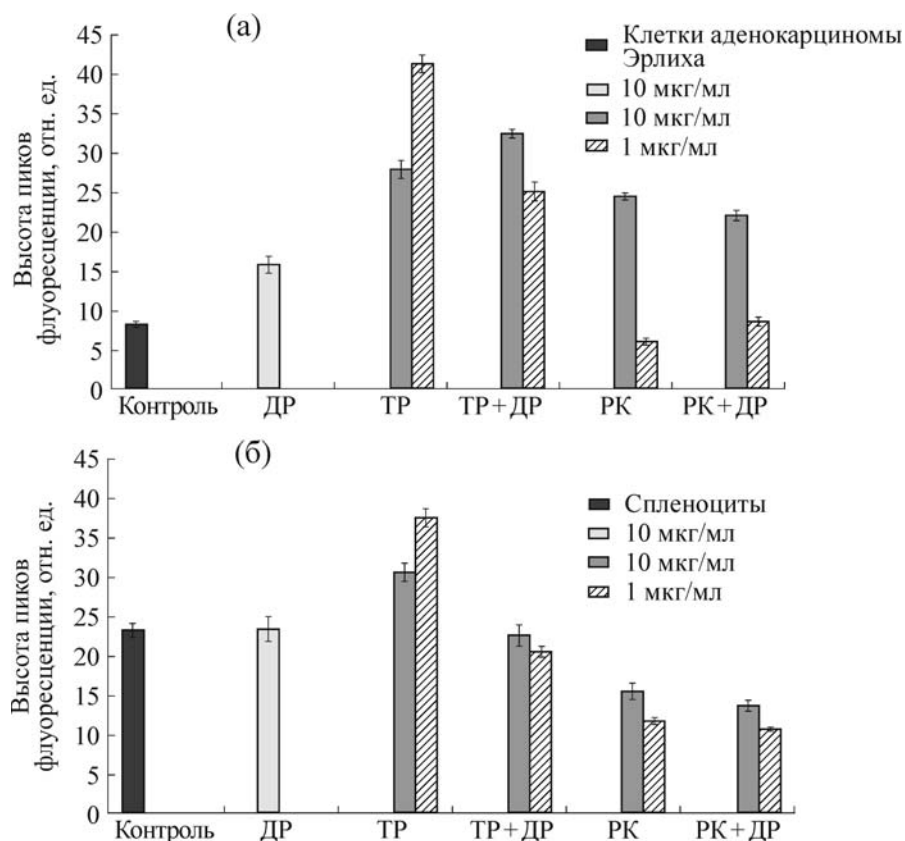 (а)
Клетки аденокарциномы
Эрлиха
10 мкг/мл
10 мкг/мл
1 мкг/мл
Высота пиков
флуоресценции, отн. ед.
45
40
35
30
25
20
15
10
5
0
Контроль ДР ТР ТР + ДР РК РК + ДР
(б)
Спленоциты
10 мкг/мл
10 мкг/мл
1 мкг/мл
Высота пиков
флуоресценции, отн. ед.
45
40
35
30
25
20
15
10
5
0
Контроль ДР ТР ТР + ДР РК РК + ДР